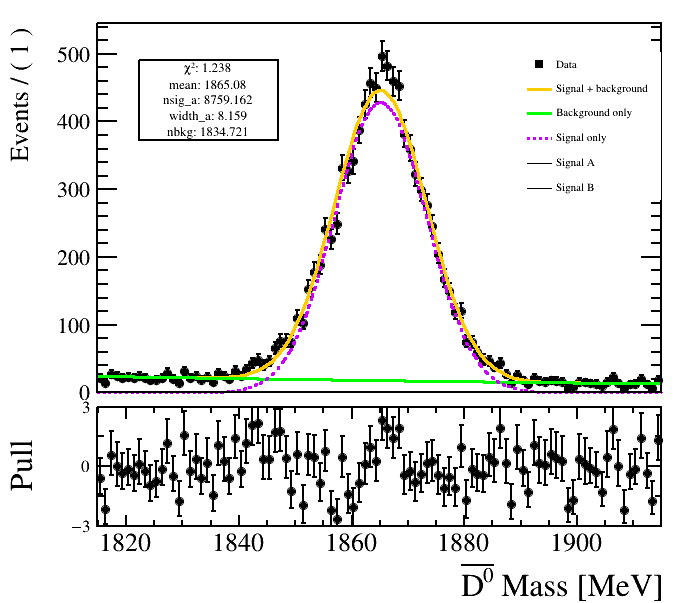 Events / ( 1 )
500
400
300
200
100
0
χ²: 1.238
mean: 1865.08
nsig_a: 8759.162
width_a: 8.159
nbkg: 1834.721
Data
Signal + background
Background only
Signal only
Signal A
Signal B
Pull
3
0
−3
1820 1840 1860 1880 1900
D⁰ Mass [MeV]